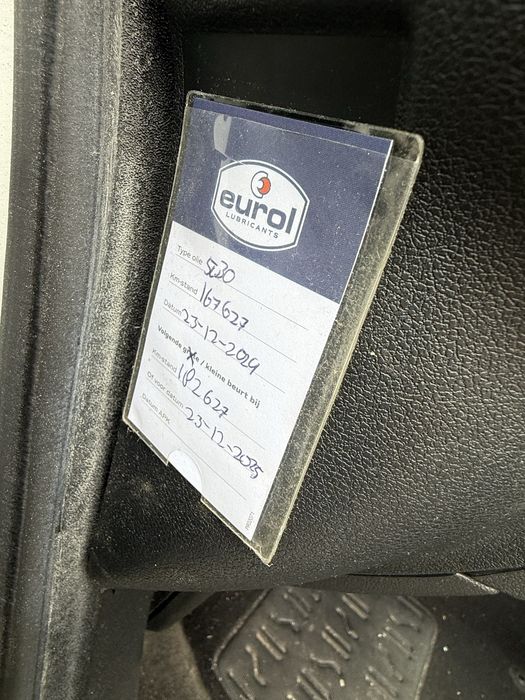 eurol
LUBRICANTS
Type olie 5W30
Km-stand 167627
Datum 23-12-2024
Volgende grote / kleine beurt bij
Km-stand 182627
Of voor datum 23-12-2025
Datum APK